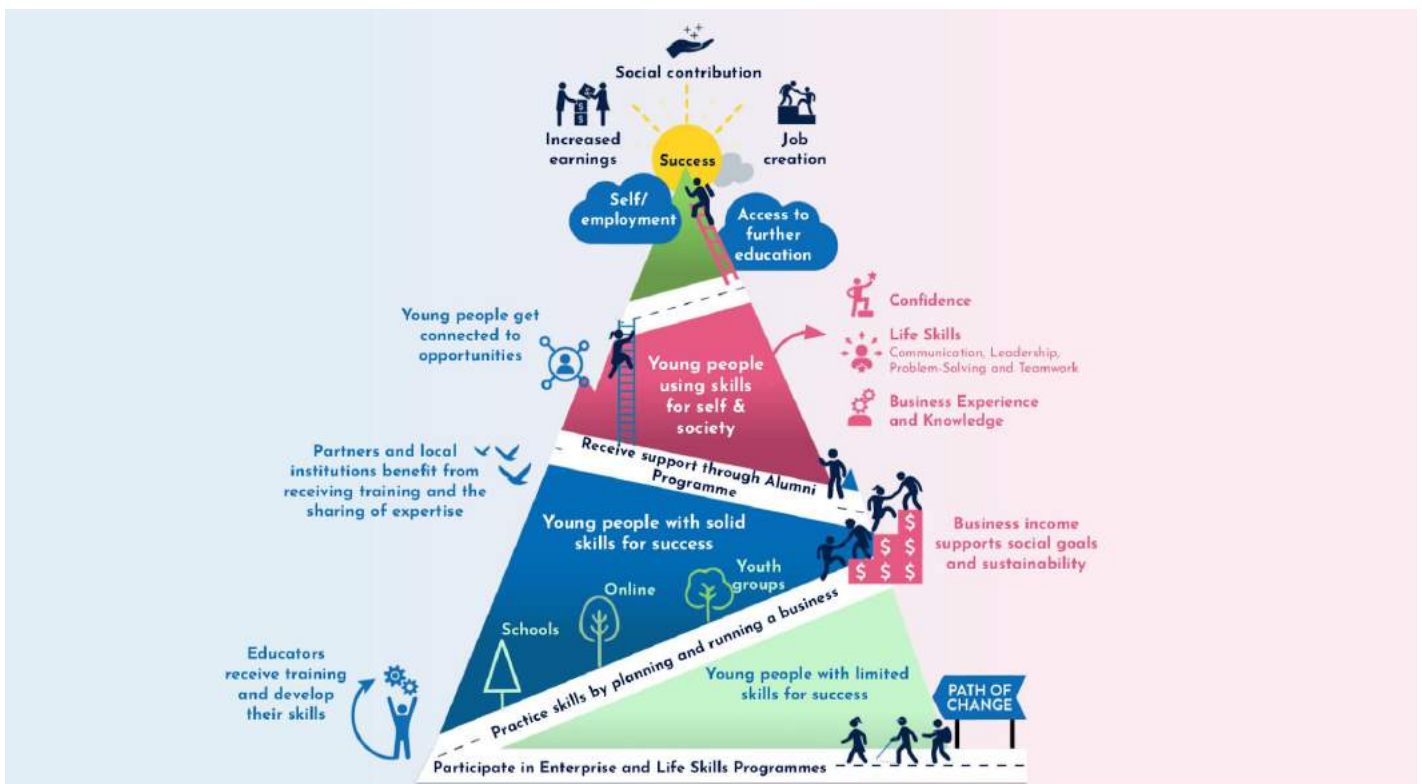 Social contribution
Increased
earnings
Job
creation
Success
Self/
employment
Access to
further
education
Young people get
connected to
opportunities
Confidence
Life Skills
Communication, Leadership,
Problem-Solving and Teamwork
Business Experience
and Knowledge
Young people
using skills
for self &
society
Partners and local
institutions benefit from
receiving training and the
sharing of expertise
Receive support through Alumni
Programme
Young people with solid
skills for success
Business income
supports social goals
and sustainability
$
$ $
$ $ $
Schools
Online
Youth
groups
Practice skills by planning and running a business
Educators
receive training
and develop
their skills
Young people with limited
skills for success
PATH OF
CHANGE
Participate in Enterprise and Life Skills Programmes